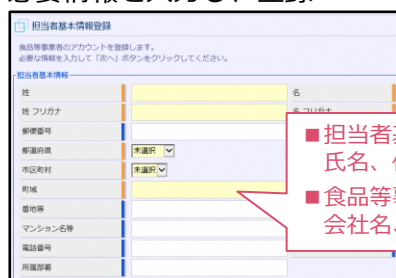 担当者基本情報登録
食品等事業者のアカウントを登録します。
必要な情報を入力して「次へ」ボタンをクリックしてください。
担当者基本情報
姓 名
姓 フリガナ
郵便番号
都道府県 未選択
市区町村 未選択
町域
番地等
マンション名等
電話番号
所属部署
■担当者
氏名、
■食品等
会社名、